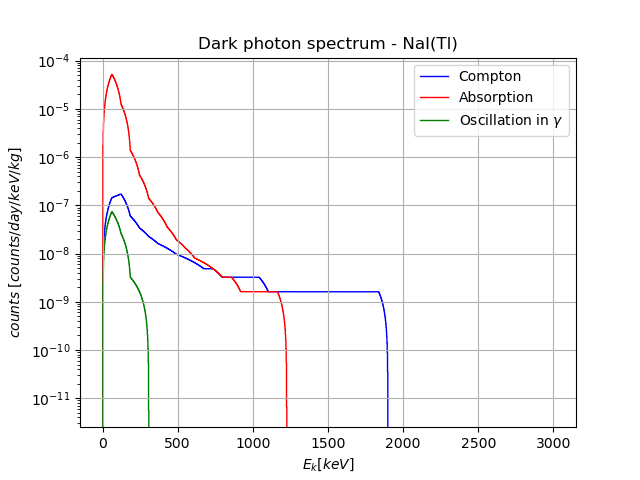 Dark photon spectrum - NaI(Tl)
counts [counts/day/keV/kg]
10⁻⁴
10⁻⁵
10⁻⁶
10⁻⁷
10⁻⁸
10⁻⁹
10⁻¹⁰
10⁻¹¹
Compton
Absorption
Oscillation in γ
0 500 1000 1500 2000 2500 3000
E_k[keV]